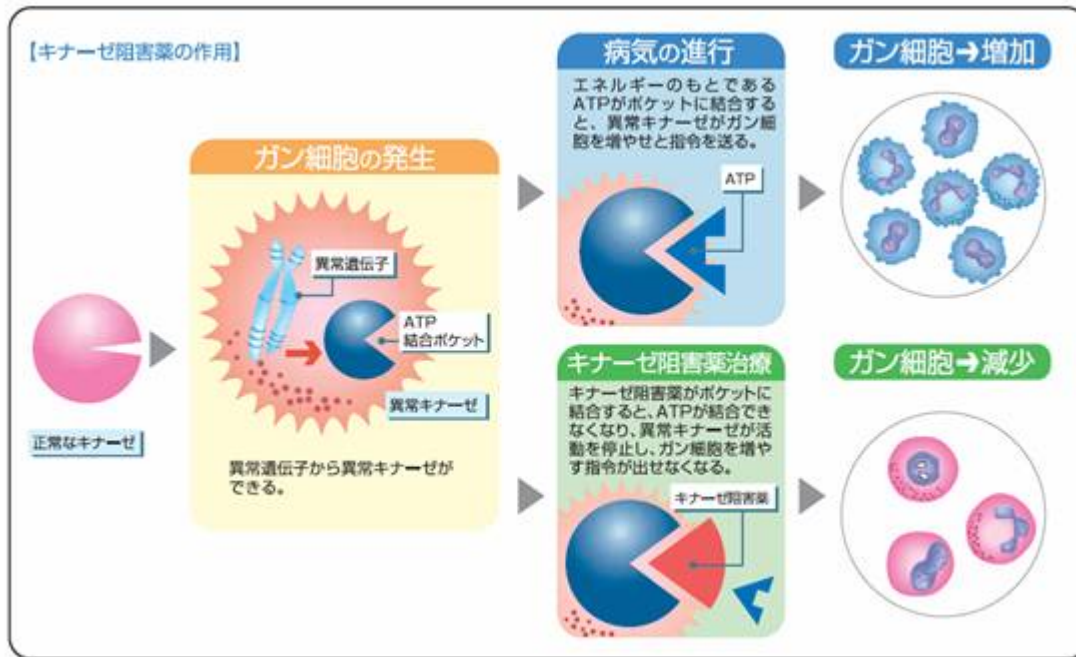 【キナーゼ阻害薬の作用】
正常なキナーゼ
ガン細胞の発生
異常遺伝子
ATP
結合ポケット
異常キナーゼ
異常遺伝子から異常キナーゼが
できる。
病気の進行
エネルギーのもとである
ATPがポケットに結合する
と、異常キナーゼがガン細
胞を増やせと指令を送る。
ATP
ガン細胞→増加
キナーゼ阻害薬治療
キナーゼ阻害薬がポケットに
結合すると、ATPが結合でき
なくなり、異常キナーゼが活
動を停止し、ガン細胞を増や
す指令が出せなくなる。
キナーゼ阻害薬
ガン細胞→減少